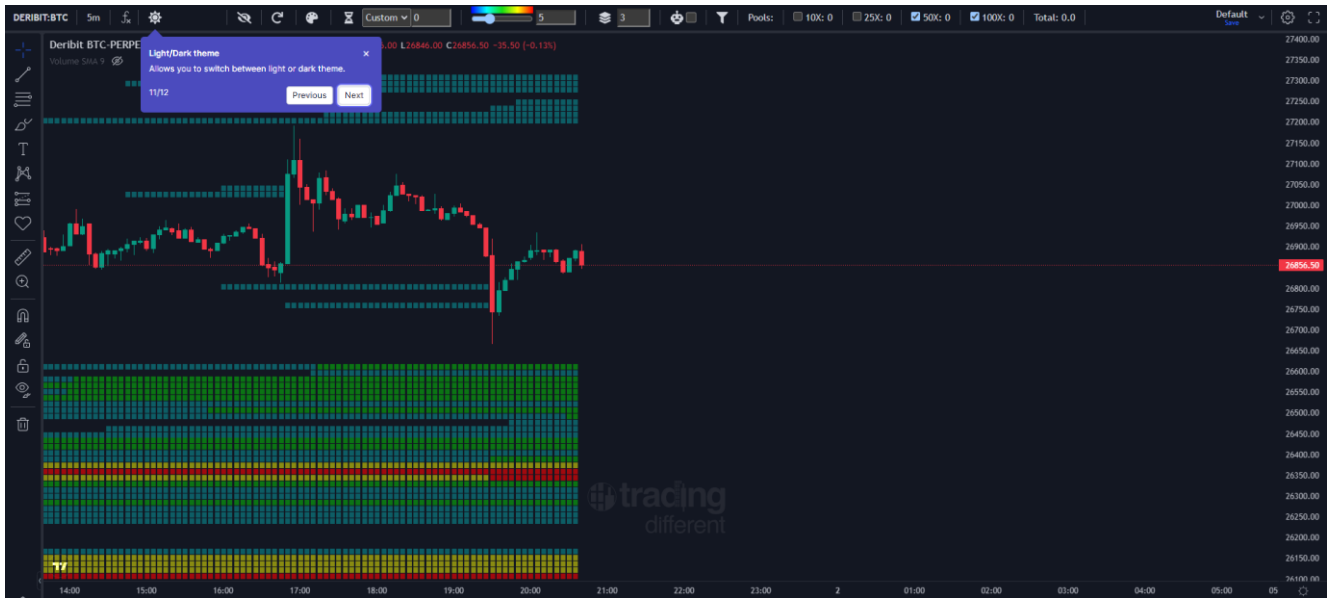 DERIBIT:BTC 5m Custom 0 5 3 Pools: 10X: 0 25X: 0 50X: 0 100X: 0 Total: 0.0 Default
Save
Deribit BTC-PERPE .00 L26846.00 C26856.50 −35.50 (−0.13%)
Volume SMA 9
Light/Dark theme ×
Allows you to switch between light or dark theme.
11/12 Previous Next
27400.00
27350.00
27300.00
27250.00
27200.00
27150.00
27100.00
27050.00
27000.00
26950.00
26900.00
26856.50
26800.00
26750.00
26700.00
26650.00
26600.00
26550.00
26500.00
26450.00
26400.00
26350.00
26300.00
26250.00
26200.00
26150.00
26100.00
trading
different
14:00 15:00 16:00 17:00 18:00 19:00 20:00 21:00 22:00 23:00 2 01:00 02:00 03:00 04:00 05:00 05